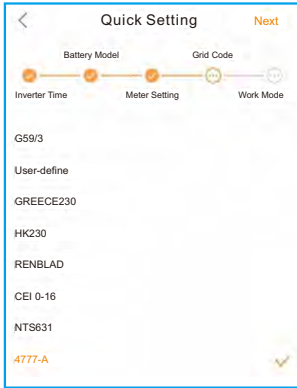 Quick Setting Next
Battery Model Grid Code
Inverter Time Meter Setting Work Mode
G59/3
User-define
GREECE230
HK230
RENBLAD
CEI 0-16
NTS631
4777-A